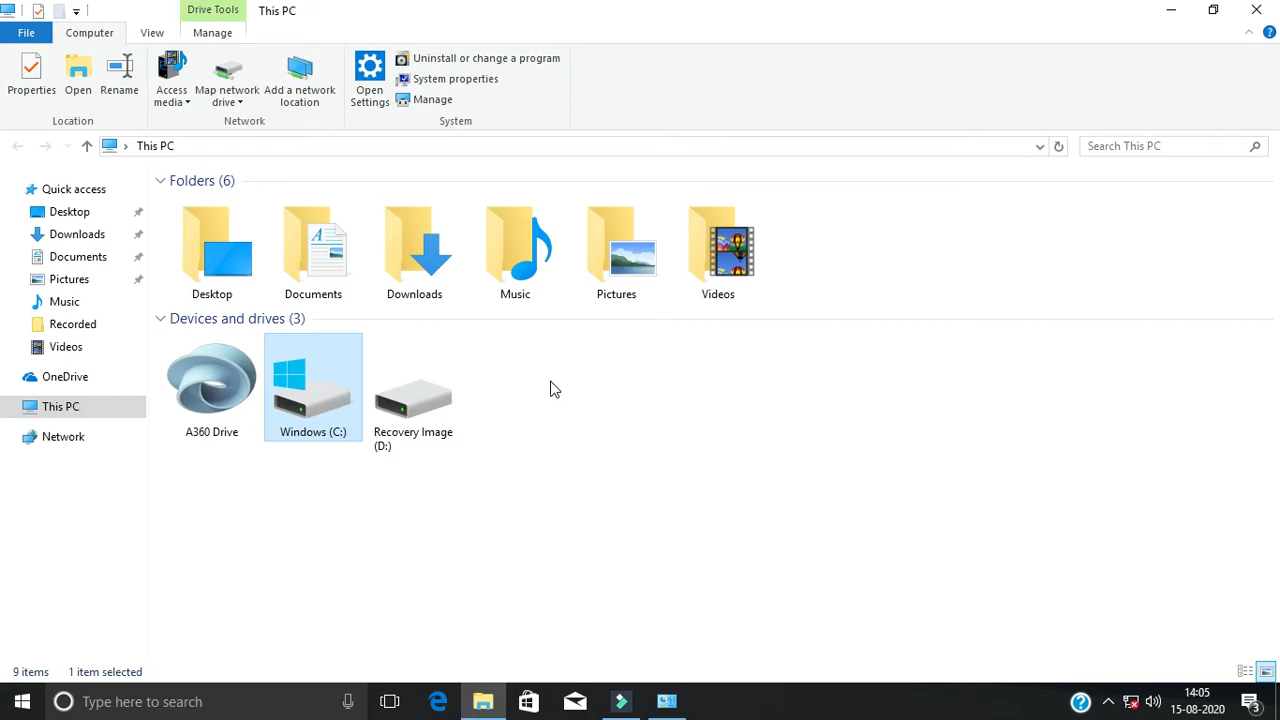 Drive Tools
This PC
File
Computer
View
Manage
Properties
Open
Rename
Access media
Map network drive
Add a network location
Open Settings
Uninstall or change a program
System properties
Manage
Location
Network
System
This PC
Search This PC
Quick access
Desktop
Downloads
Documents
Pictures
Music
Recorded
Videos
OneDrive
This PC
Network
Folders (6)
Desktop
Documents
Downloads
Music
Pictures
Videos
Devices and drives (3)
A360 Drive
Windows (C:)
Recovery Image (D:)
9 items
1 item selected
Type here to search
14:05
15-08-2020
3